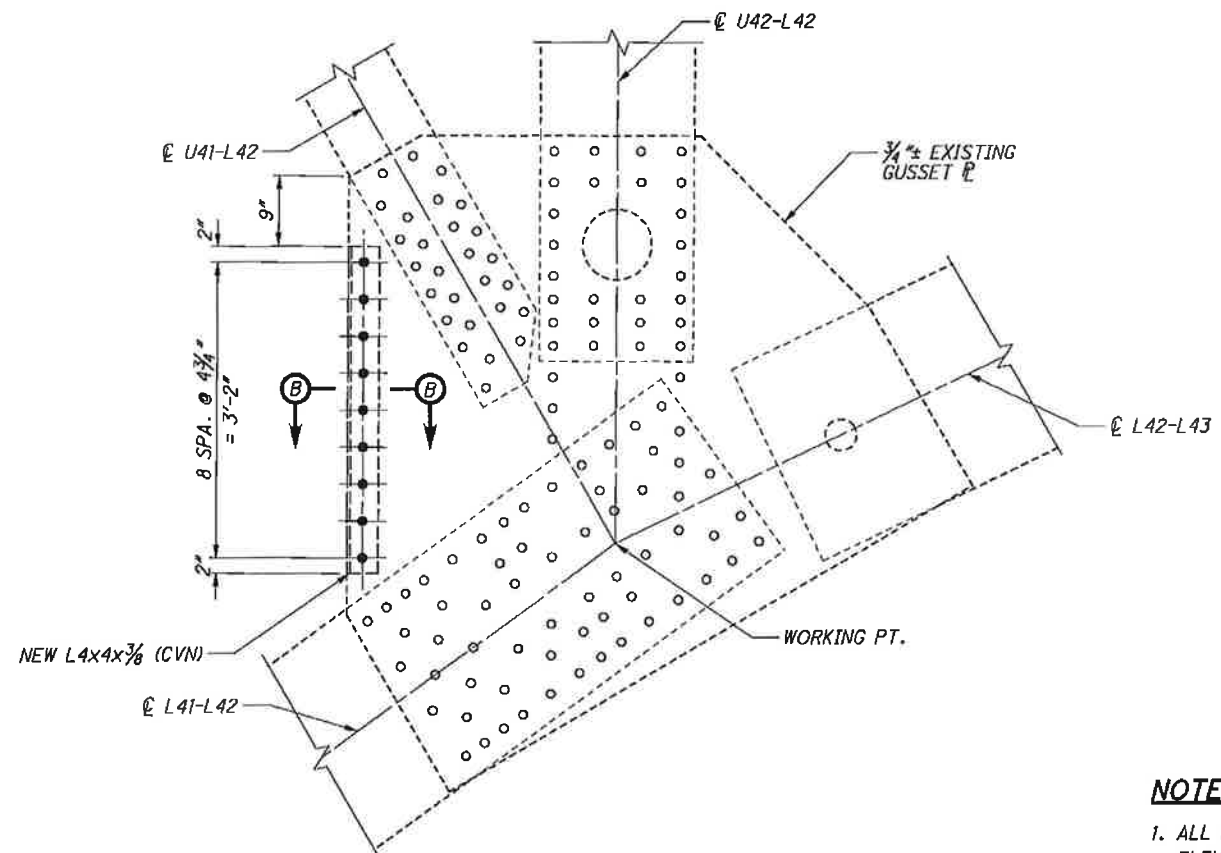 ℄ U42-L42
℄ U41-L42
¾"± EXISTING
GUSSET ℙL
9"
2"
8 SPA. @ 4¾"
= 3'-2"
B
B
℄ L42-L43
2"
NEW L4x4x⅜ (CVN)
WORKING PT.
℄ L41-L42
NOTE
1. ALL